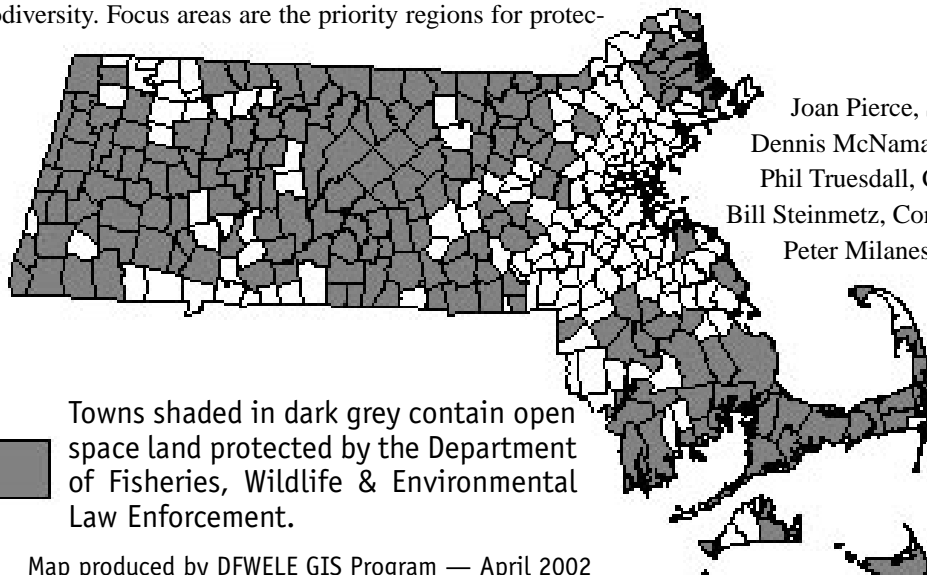 diversity. Focus areas are the priority regions for protec-
Joan Pierce,
Dennis McNama
Phil Truesdall,
Bill Steinmetz, Co
Peter Milanes
Towns shaded in dark grey contain open
space land protected by the Department
of Fisheries, Wildlife & Environmental
Law Enforcement.
Map produced by DFWELE GIS Program — April 2002